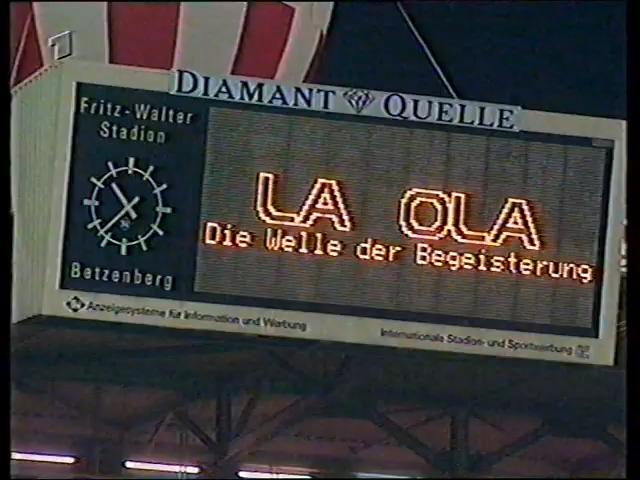 DIAMANT QUELLE
Fritz-Walter
Stadion
LA OLA
Die Welle der Begeisterung
Betzenberg
Anzeigesysteme für Information und Werbung
Internationale Stadion- und Sportwerbung